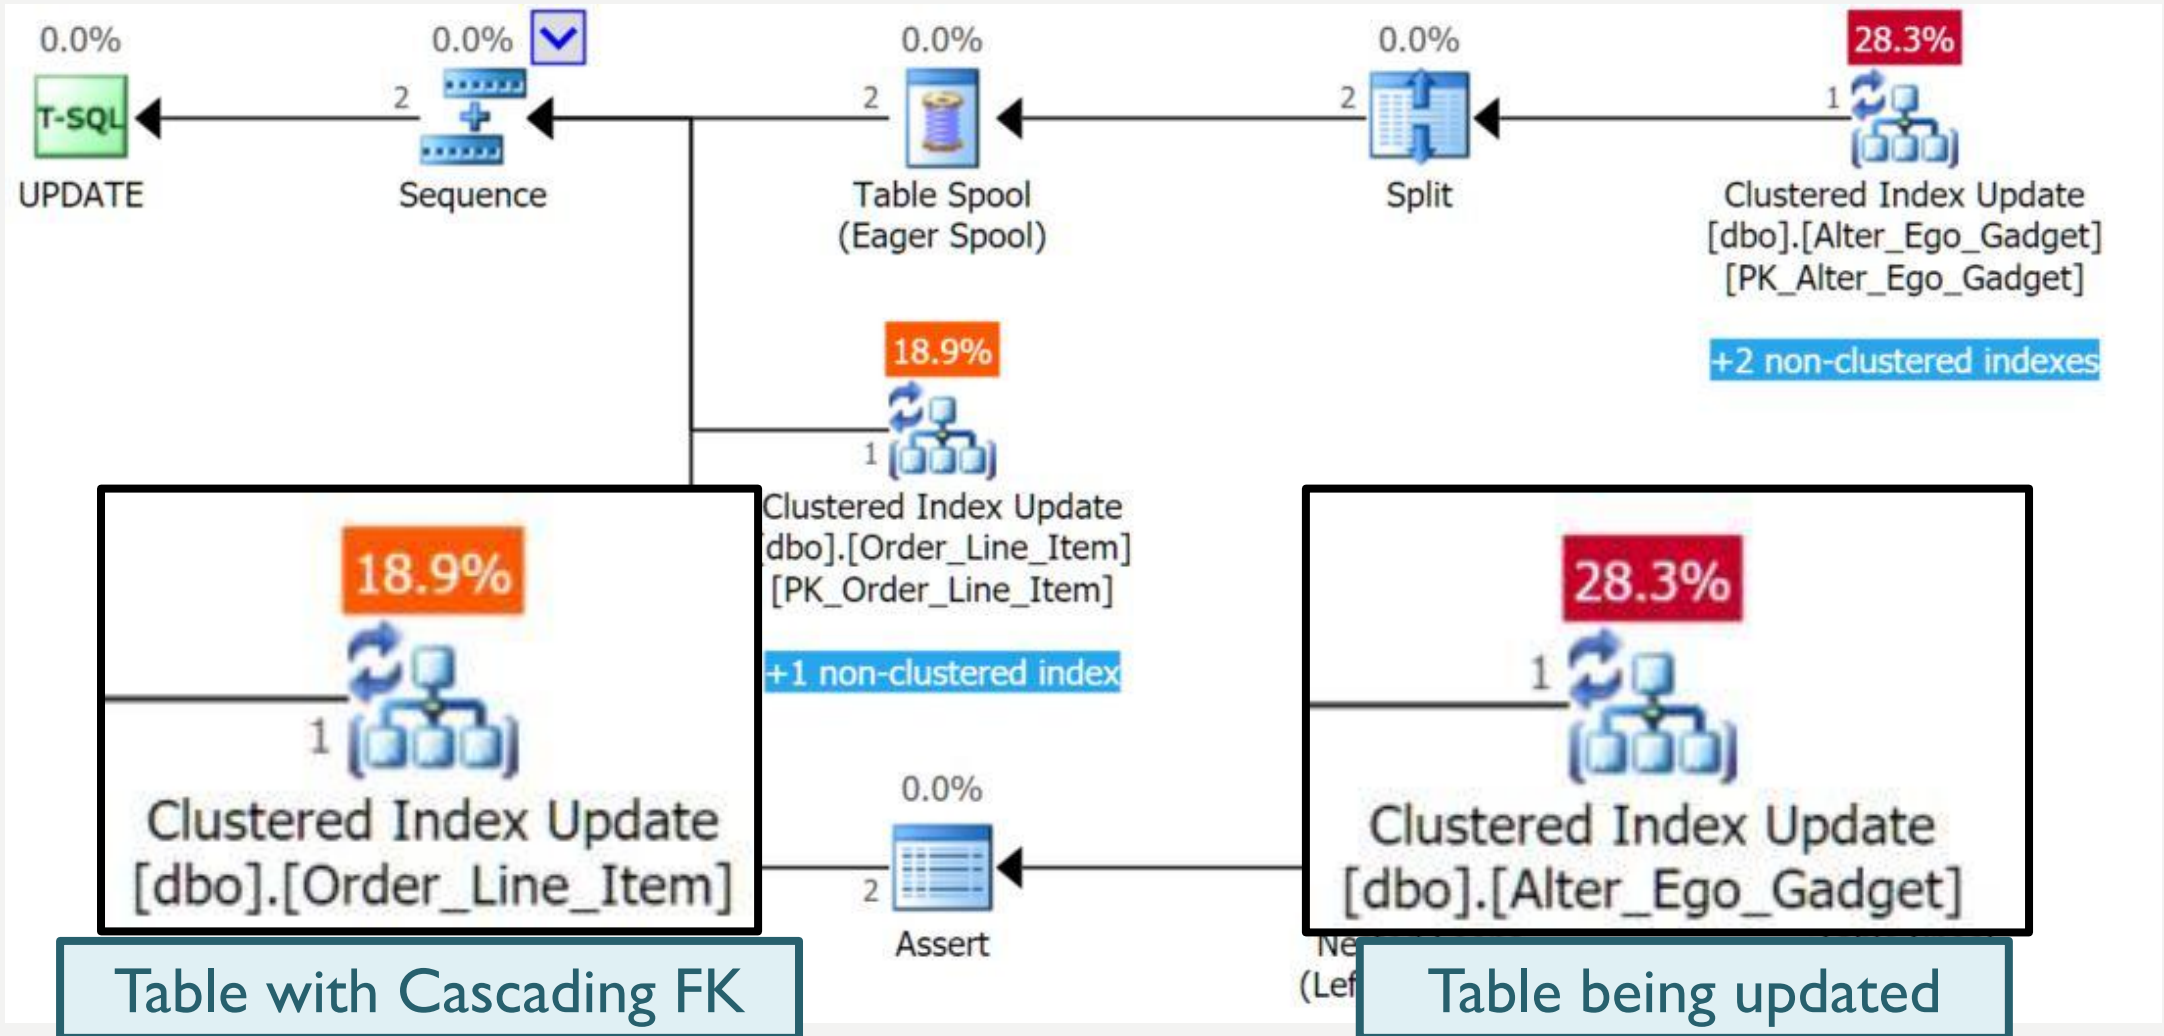 0.0%
0.0%
0.0%
0.0%
28.3%
T-SQL
2
2
2
1
UPDATE
Sequence
Table Spool
(Eager Spool)
Split
Clustered Index Update
[dbo].[Alter_Ego_Gadget]
[PK_Alter_Ego_Gadget]
+2 non-clustered indexes
18.9%
1
Clustered Index Update
dbo].[Order_Line_Item]
[PK_Order_Line_Item]
+1 non-clustered index
18.9%
1
Clustered Index Update
[dbo].[Order_Line_Item]
Table with Cascading FK
0.0%
2
Assert
28.3%
1
Clustered Index Update
[dbo].[Alter_Ego_Gadget]
Table being updated